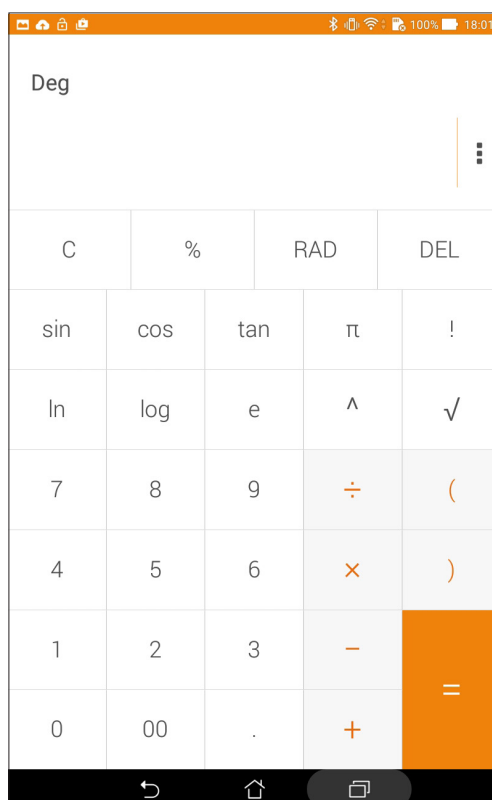 100% 18:01
Deg
C % RAD DEL
sin cos tan π !
ln log e ^ √
7 8 9 ÷ (
4 5 6 × )
1 2 3 −
=
0 00 . +